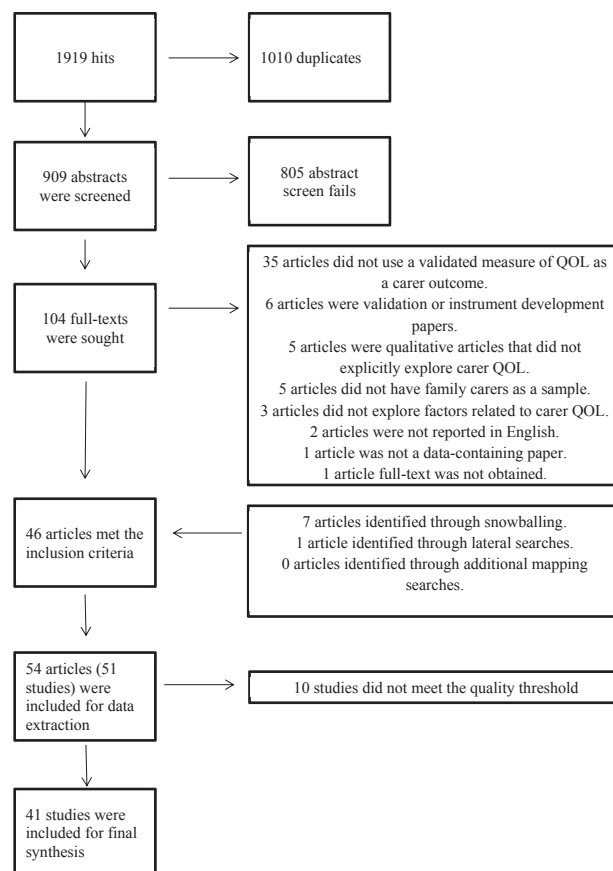 1919 hits
1010 duplicates
909 abstracts
were screened
805 abstract
screen fails
104 full-texts
were sought
35 articles did not use a validated measure of QOL as
a carer outcome.
6 articles were validation or instrument development
papers.
5 articles were qualitative articles that did not
explicitly explore carer QOL.
5 articles did not have family carers as a sample.
3 articles did not explore factors related to carer QOL.
2 articles were not reported in English.
1 article was not a data-containing paper.
1 article full-text was not obtained.
46 articles met the
inclusion criteria
7 articles identified through snowballing.
1 article identified through lateral searches.
0 articles identified through additional mapping
searches.
54 articles (51
studies) were
included for data
extraction
10 studies did not meet the quality threshold
41 studies were
included for final
synthesis